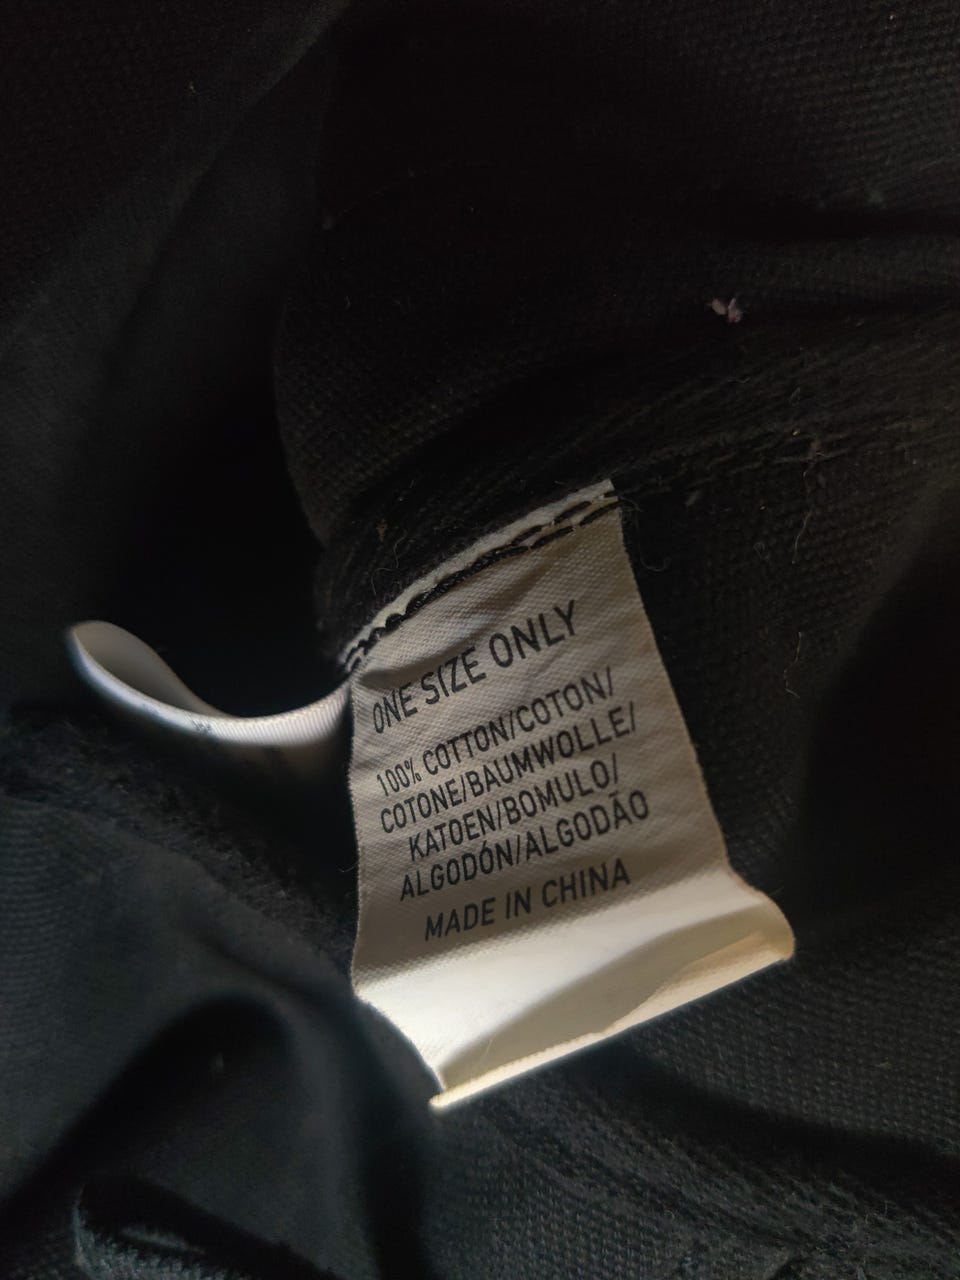 ONE SIZE ONLY
100% COTTON/COTON/
COTONE/BAUMWOLLE/
KATOEN/BOMULO/
ALGODÓN/ALGODÃO
MADE IN CHINA